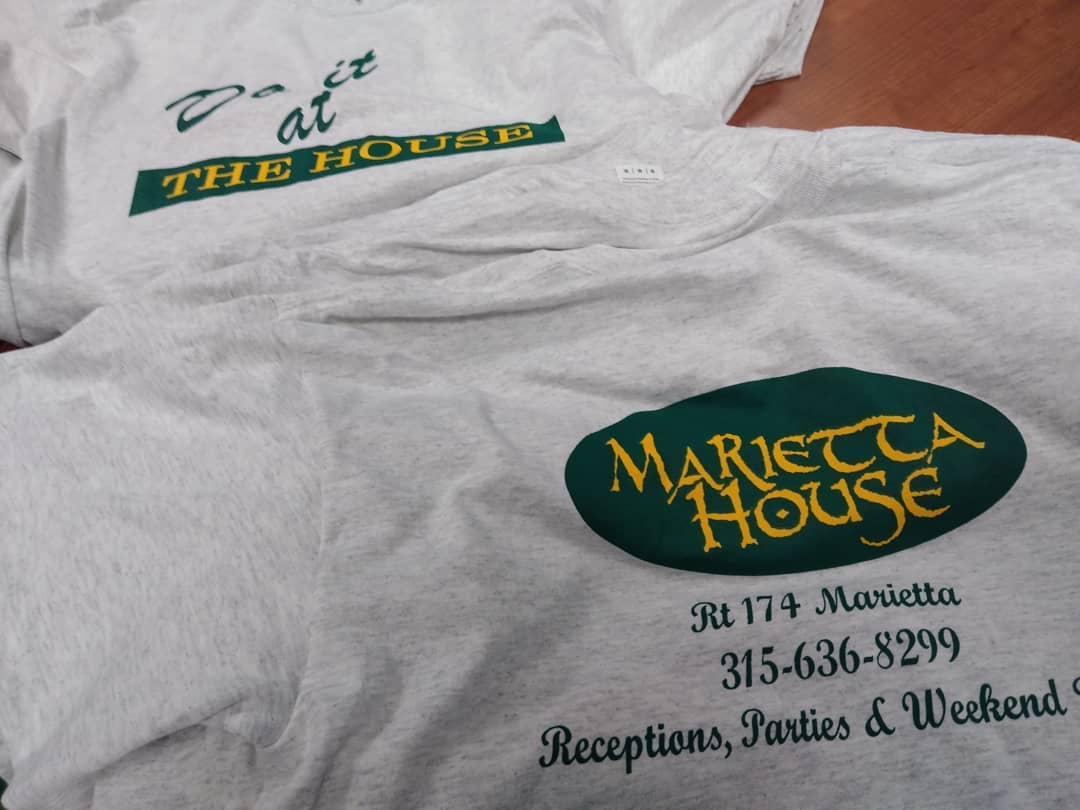 Do it
at
THE HOUSE
MARIETTA
HOUSE
Rt 174 Marietta
315-636-8299
Receptions, Parties & Weekend